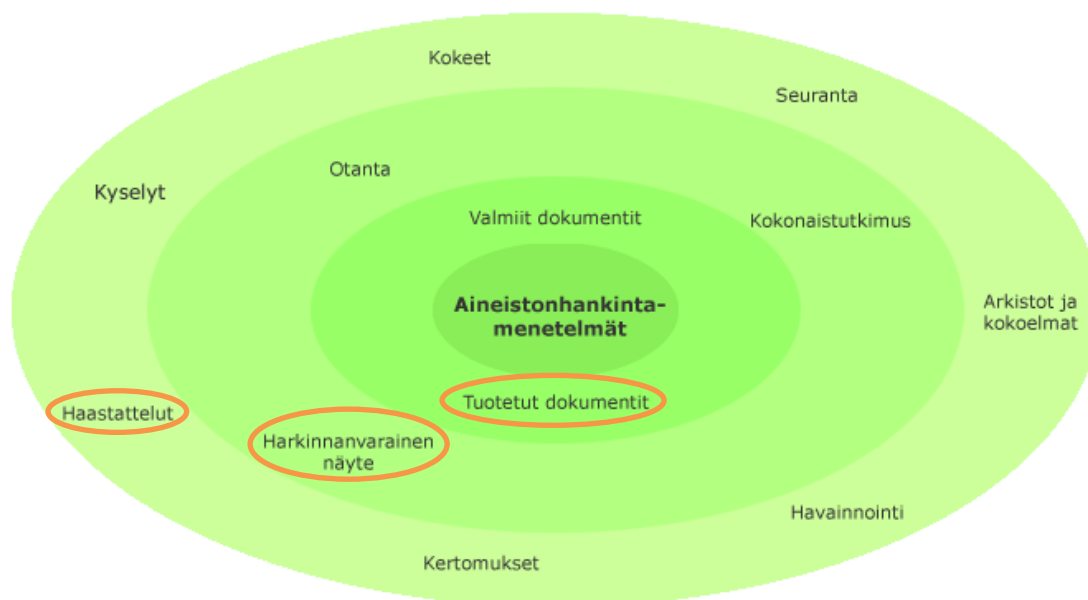 Kokeet
Seuranta
Otanta
Kyselyt
Valmiit dokumentit
Kokonaistutkimus
Aineistonhankinta-
menetelmät
Arkistot ja
kokoelmat
Tuotetut dokumentit
Haastattelut
Harkinnanvarainen
näyte
Havainnointi
Kertomukset